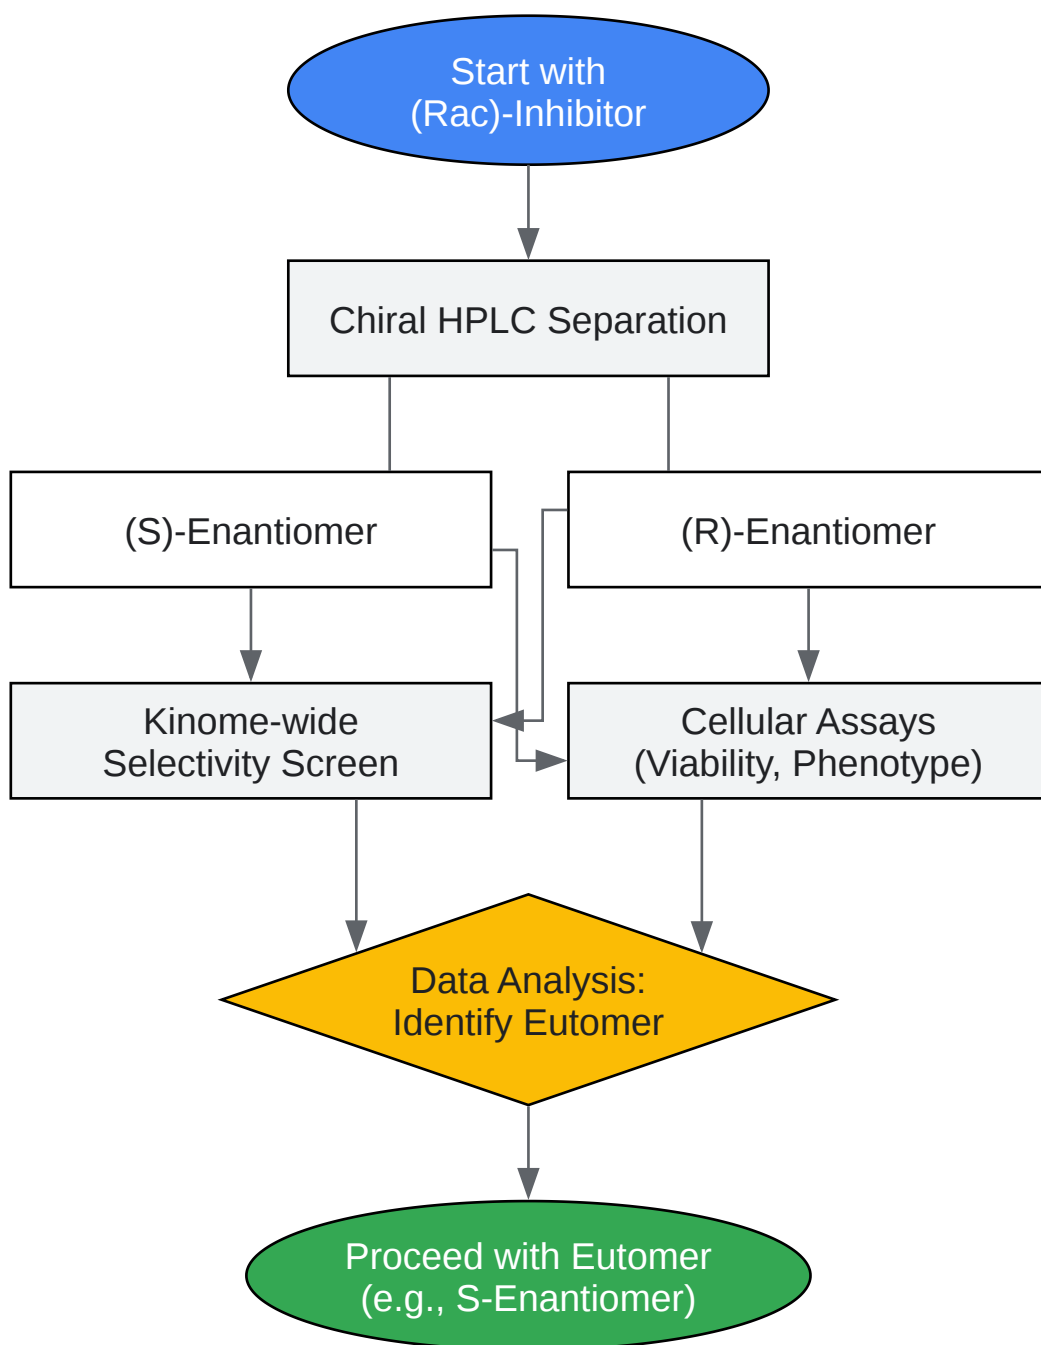 Start with
(Rac)-Inhibitor
Chiral HPLC Separation
(S)-Enantiomer
(R)-Enantiomer
Kinome-wide
Selectivity Screen
Cellular Assays
(Viability, Phenotype)
Data Analysis:
Identify Eutomer
Proceed with Eutomer
(e.g., S-Enantiomer)